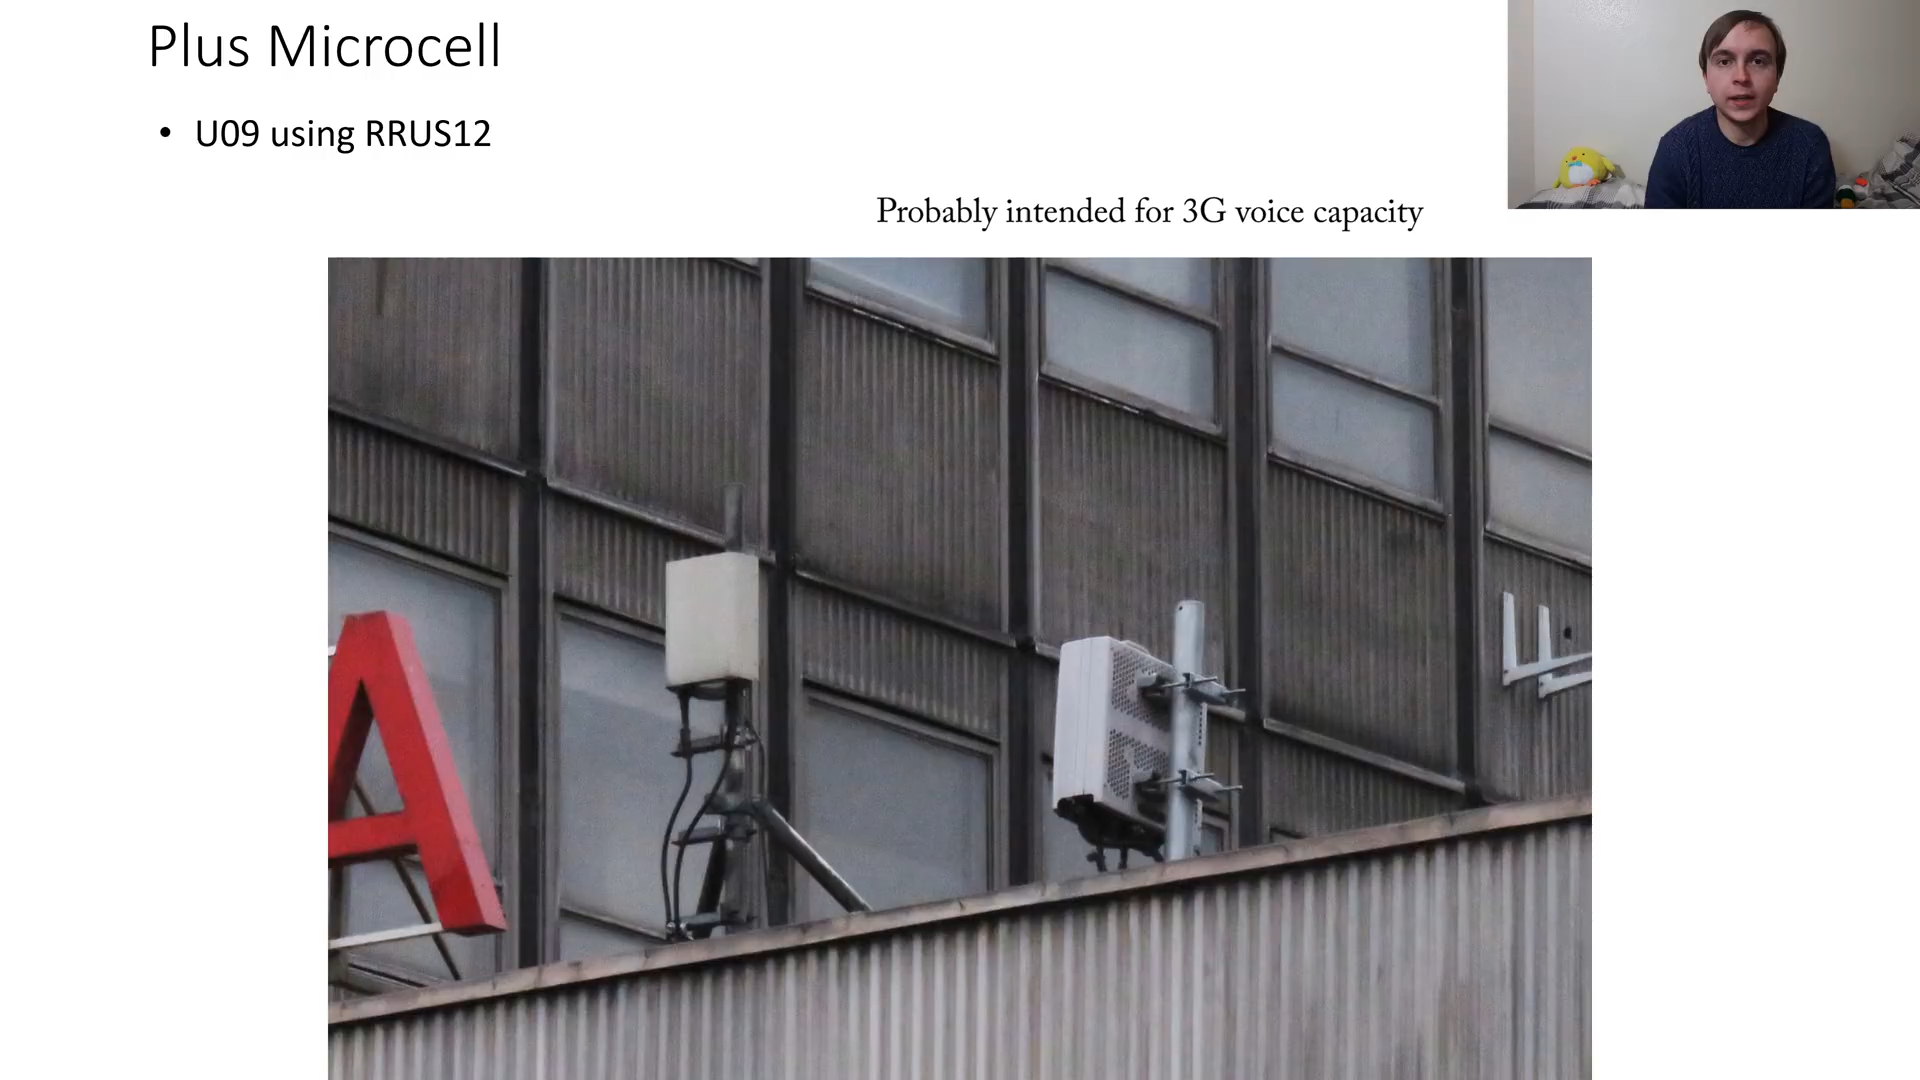 Plus Microcell
• U09 using RRUS12
Probably intended for 3G voice capacity
A